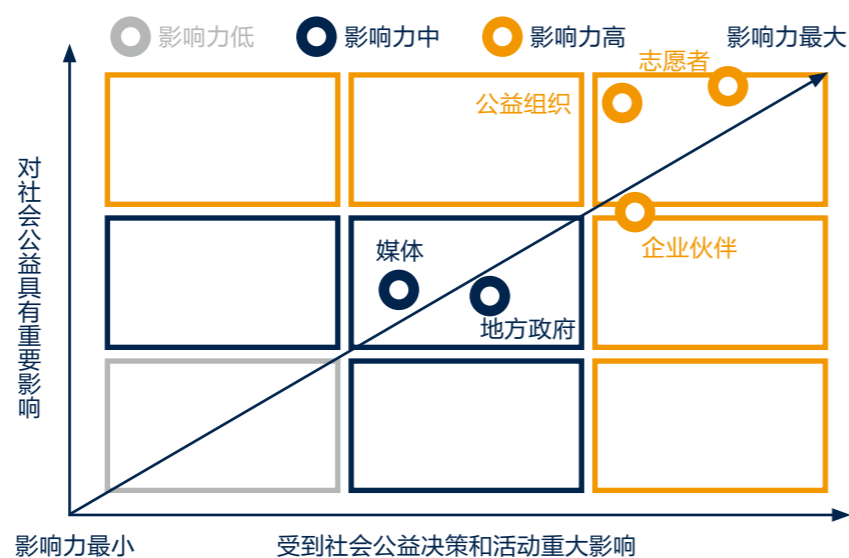 影响力低
影响力中
影响力高
影响力最大
志愿者
公益组织
对社会公益具有重要影响
企业伙伴
媒体
地方政府
影响力最小
受到社会公益决策和活动重大影响